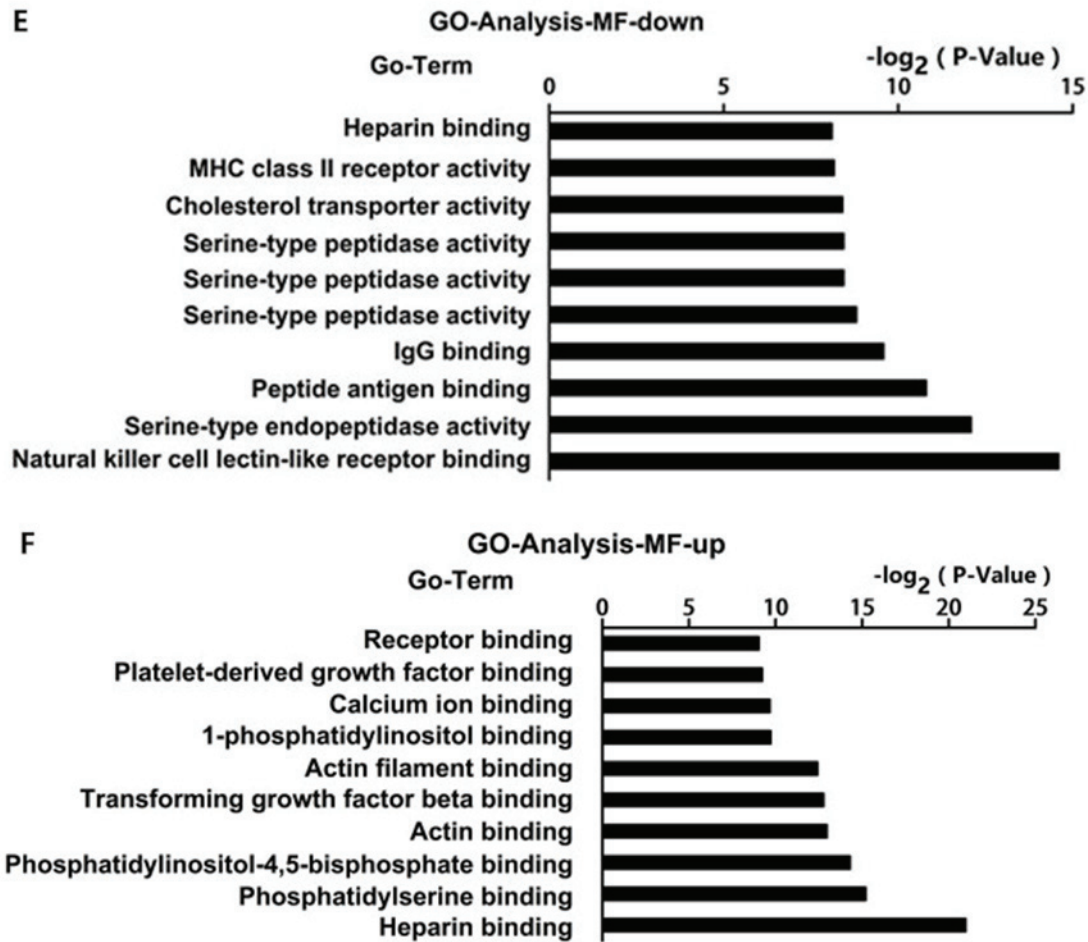 E
GO-Analysis-MF-down
Go-Term
-log2 ( P-Value )
0 5 10 15
Heparin binding
MHC class II receptor activity
Cholesterol transporter activity
Serine-type peptidase activity
Serine-type peptidase activity
Serine-type peptidase activity
IgG binding
Peptide antigen binding
Serine-type endopeptidase activity
Natural killer cell lectin-like receptor binding
F
GO-Analysis-MF-up
Go-Term
-log2 ( P-Value )
0 5 10 15 20 25
Receptor binding
Platelet-derived growth factor binding
Calcium ion binding
1-phosphatidylinositol binding
Actin filament binding
Transforming growth factor beta binding
Actin binding
Phosphatidylinositol-4,5-bisphosphate binding
Phosphatidylserine binding
Heparin binding